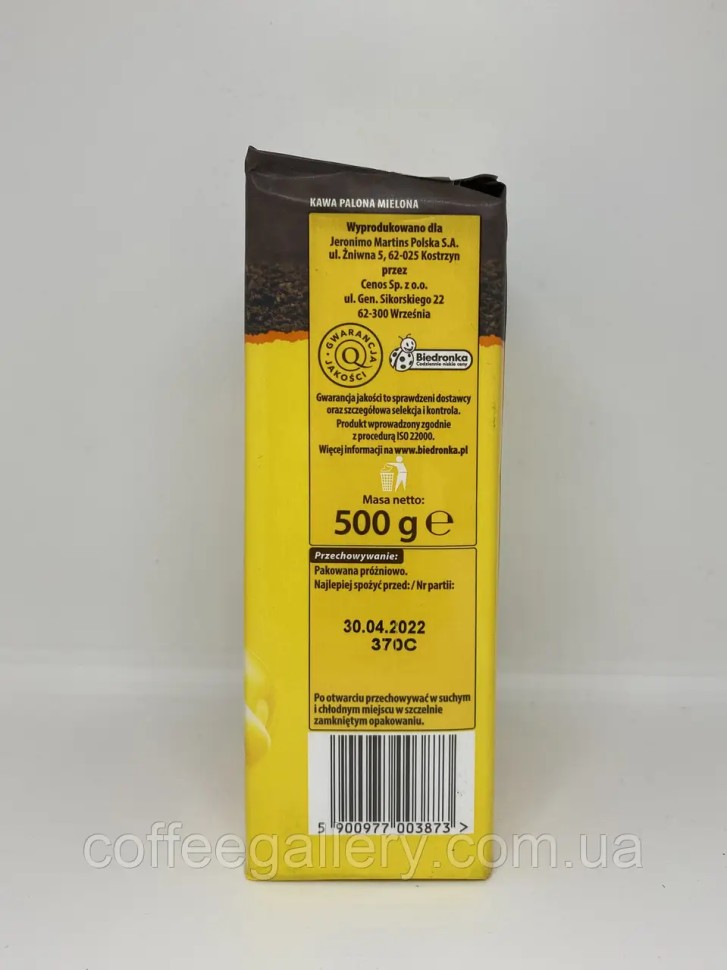 KAWA PALONA MIELONA
Wyprodukowano dla
Jeronimo Martins Polska S.A.
ul. Żniwna 5, 62-025 Kostrzyn
przez
Cenos Sp. z o.o.
ul. Gen. Sikorskiego 22
62-300 Września
GWARANCJA
Q
JAKOŚCI
Biedronka
Codziennie niskie ceny
Gwarancja jakości to sprawdzeni dostawcy
oraz szczegółowa selekcja i kontrola.
Produkt wprowadzony zgodnie
z procedurą ISO 22000.
Więcej informacji na www.biedronka.pl
Masa netto:
500 g ℮
Przechowywanie:
Pakowana próżniowo.
Najlepiej spożyć przed: / Nr partii:
30.04.2022
370C
Po otwarciu przechowywać w suchym
i chłodnym miejscu w szczelnie
zamkniętym opakowaniu.
5 900977 003873 >
coffeegallery.com.ua